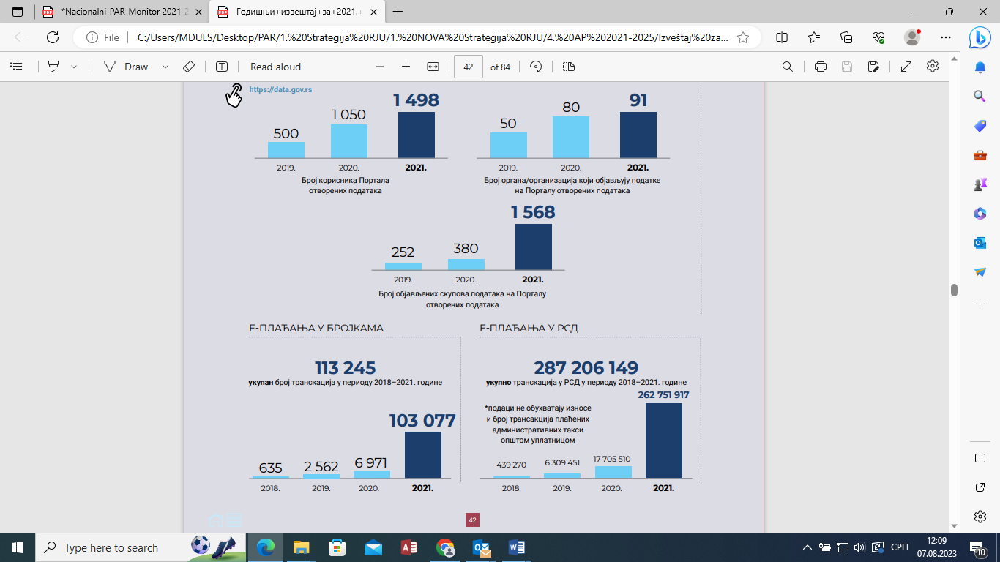 *Nacionalni-PAR-Monitor 2021-2
Годишњи+извештај+за+2021.+
File
C:/Users/MDULS/Desktop/PAR/1.%20Strategija%20RJU/1.%20NOVA%20Strategija%20RJU/4.%20AP%202021-2025/Izveštaj%20za...
Draw
Read aloud
42
of 84
https://data.gov.rs
500
1 050
1 498
2019.
2020.
2021.
Број корисника Портала
отворених података
50
80
91
2019.
2020.
2021.
Број органа/организација који објављују податке
на Порталу отворених података
252
380
1 568
2019.
2020.
2021.
Број објављених скупова података на Порталу
отворених података
Е-ПЛАЋАЊА У БРОЈКАМА
113 245
укупан број транскација у периоду 2018–2021. године
635
2 562
6 971
103 077
2018.
2019.
2020.
2021.
Е-ПЛАЋАЊА У РСД
287 206 149
укупно транскација у РСД у периоду 2018–2021. године
262 751 917
*подаци не обухватају износе
и број трансакција плаћених
административних такси
општом уплатницом
439 270
6 309 451
17 705 510
2018.
2019.
2020.
2021.
42
Type here to search
СРП
12:09
07.08.2023
10